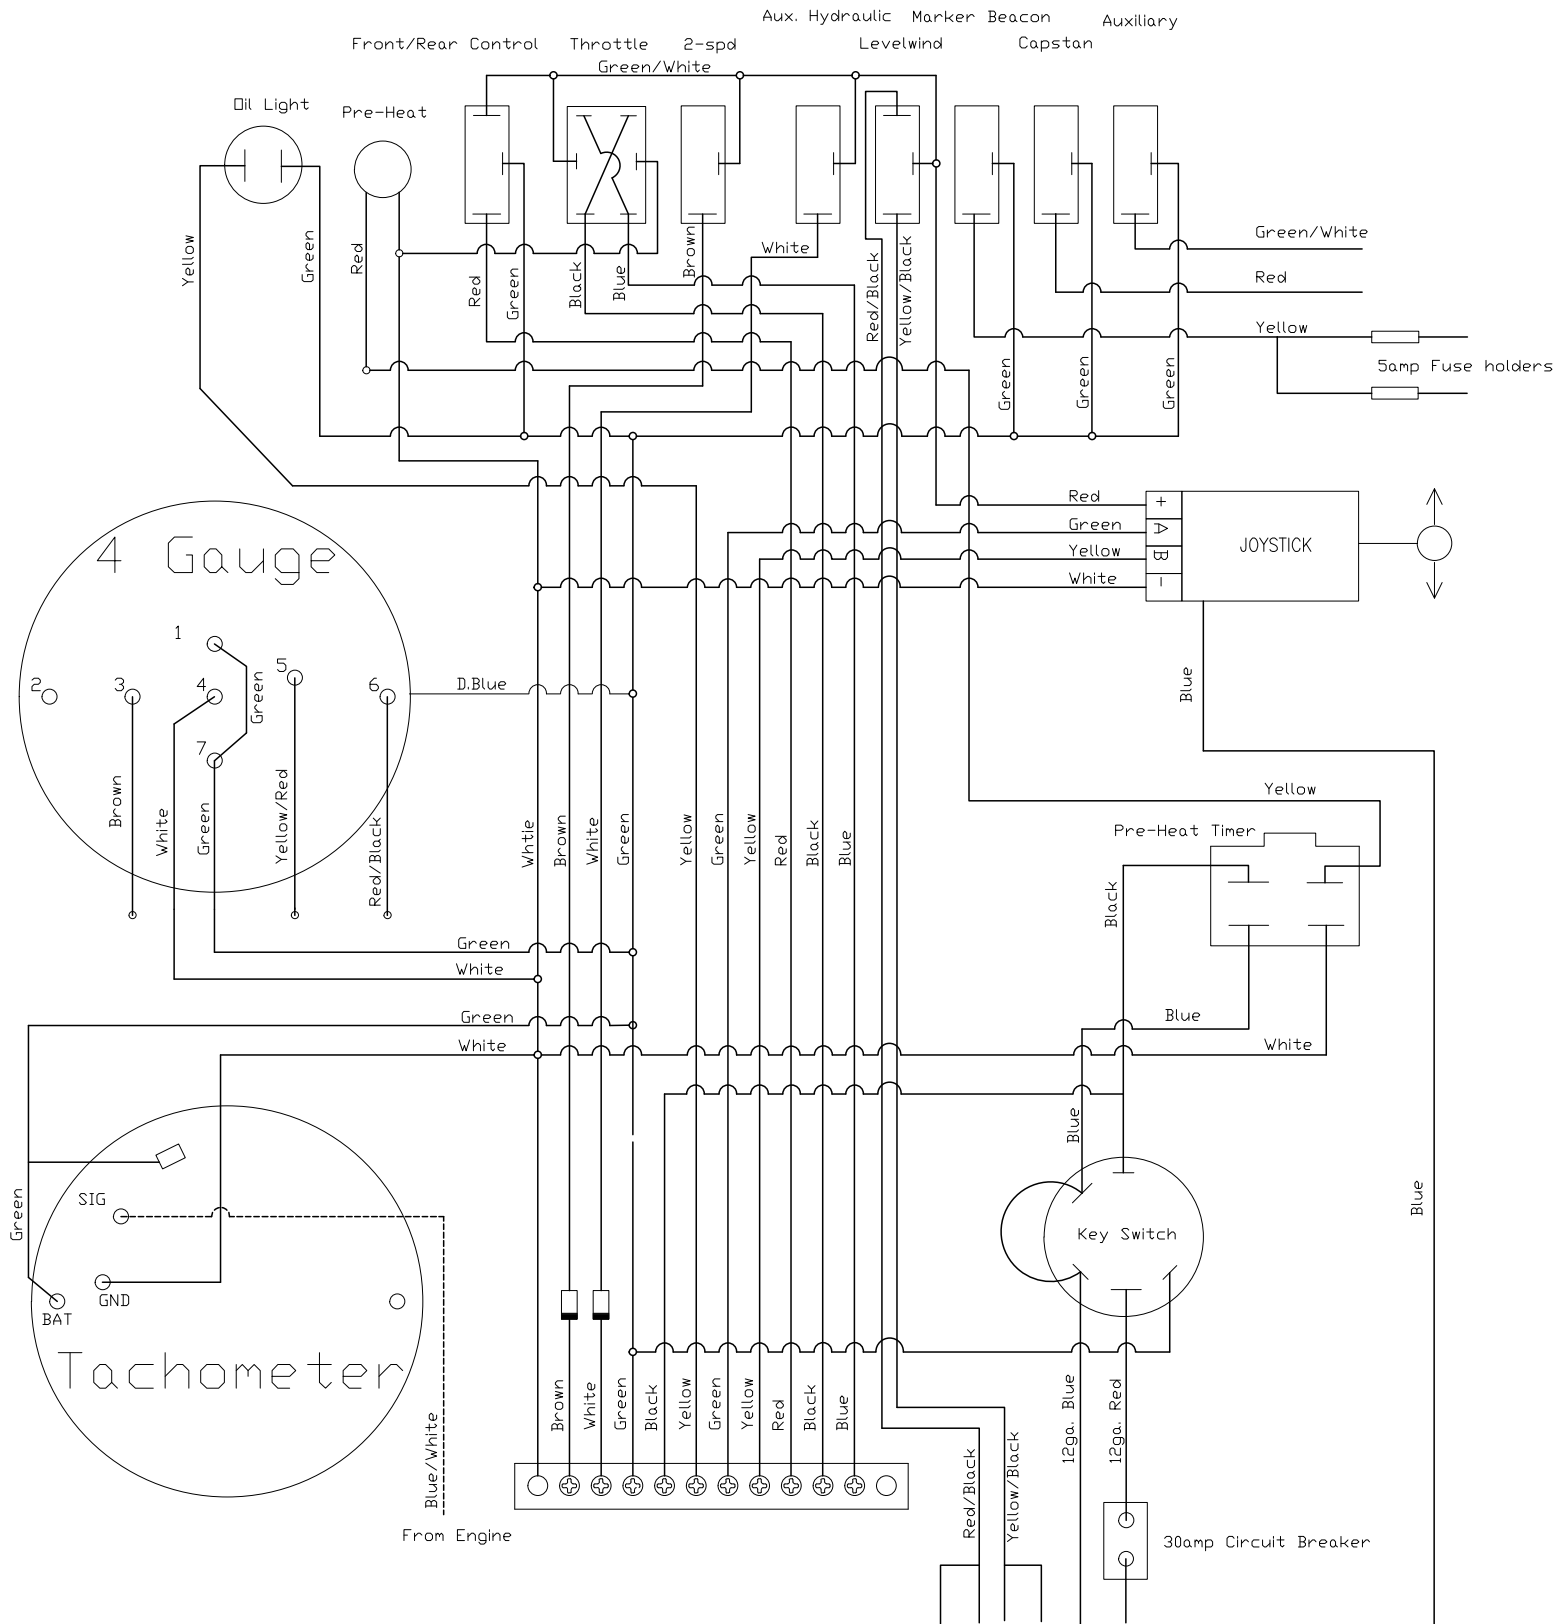 Aux. Hydraulic Marker Beacon Auxiliary
Front/Rear Control Throttle 2-spd Levelwind Capstan
Green/White
Oil Light
Pre-Heat
Yellow
Green
Red
Red
Green
Black
Blue
Brown
White
Red/Black
Yellow/Black
Green/White
Red
Yellow
5amp Fuse holders
Green
Green
Green
Red
Green
Yellow
White
+
A
B
-
JOYSTICK
4 Gauge
1
2
3
4
5
6
7
Green
D.Blue
Blue
Brown
White
Green
Yellow/Red
Red/Black
Whtie
Brown
White
Green
Yellow
Green
Yellow
Red
Black
Blue
Yellow
Pre-Heat Timer
Black
Green
White
Green
White
Blue
White
Blue
Green
SIG
GND
BAT
Tachometer
Key Switch
Blue
Blue/White
From Engine
Brown
White
Green
Black
Yellow
Green
Yellow
Red
Black
Blue
Red/Black
Yellow/Black
12ga. Blue
12ga. Red
30amp Circuit Breaker